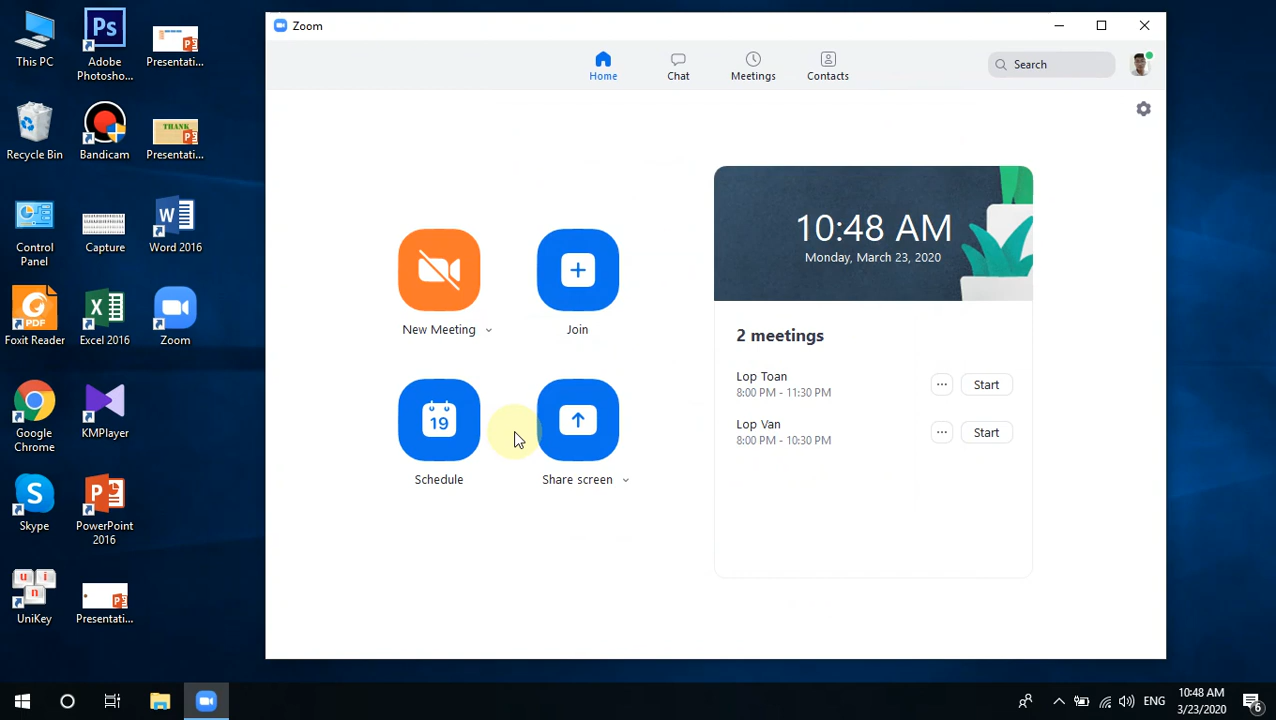 This PC
Adobe
Photosho...
Presentati...
Recycle Bin
Bandicam
THANK
Presentati...
Control
Panel
Capture
Word 2016
Foxit Reader
Excel 2016
Zoom
Google
Chrome
KMPlayer
Skype
PowerPoint
2016
UniKey
Presentati...
Ps
PDF
u i
n
Zoom
Home
Chat
Meetings
Contacts
Search
New Meeting
Join
19
Schedule
Share screen
10:48 AM
Monday, March 23, 2020
2 meetings
Lop Toan
8:00 PM - 11:30 PM
... Start
Lop Van
8:00 PM - 10:30 PM
... Start
ENG
10:48 AM
3/23/2020
6